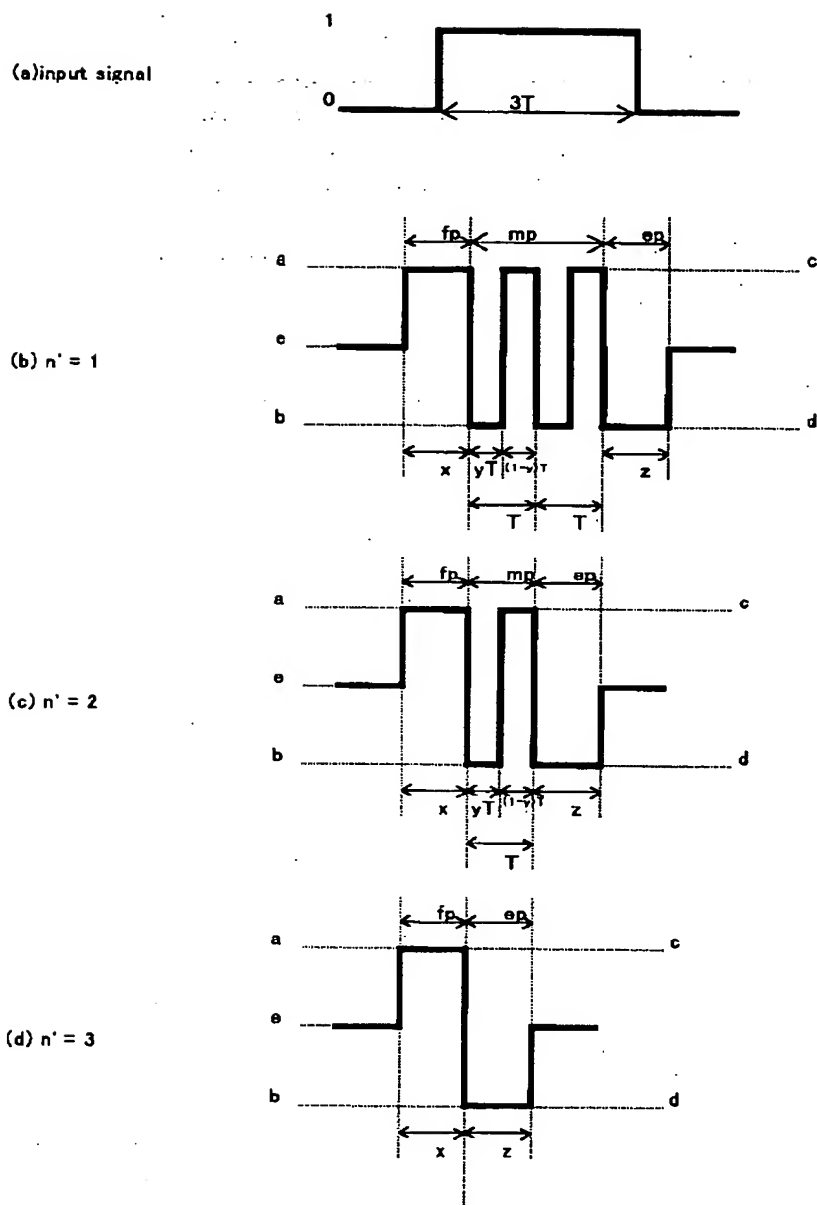 1
(a)input signal
0
3T
fp mp ep
a c
e
(b) n' = 1
b d
x yT (1-y)T z
T T
fp mp ep
a c
e
(c) n' = 2
b d
x yT (1-y)T z
T
fp ep
a c
e
(d) n' = 3
b d
x z